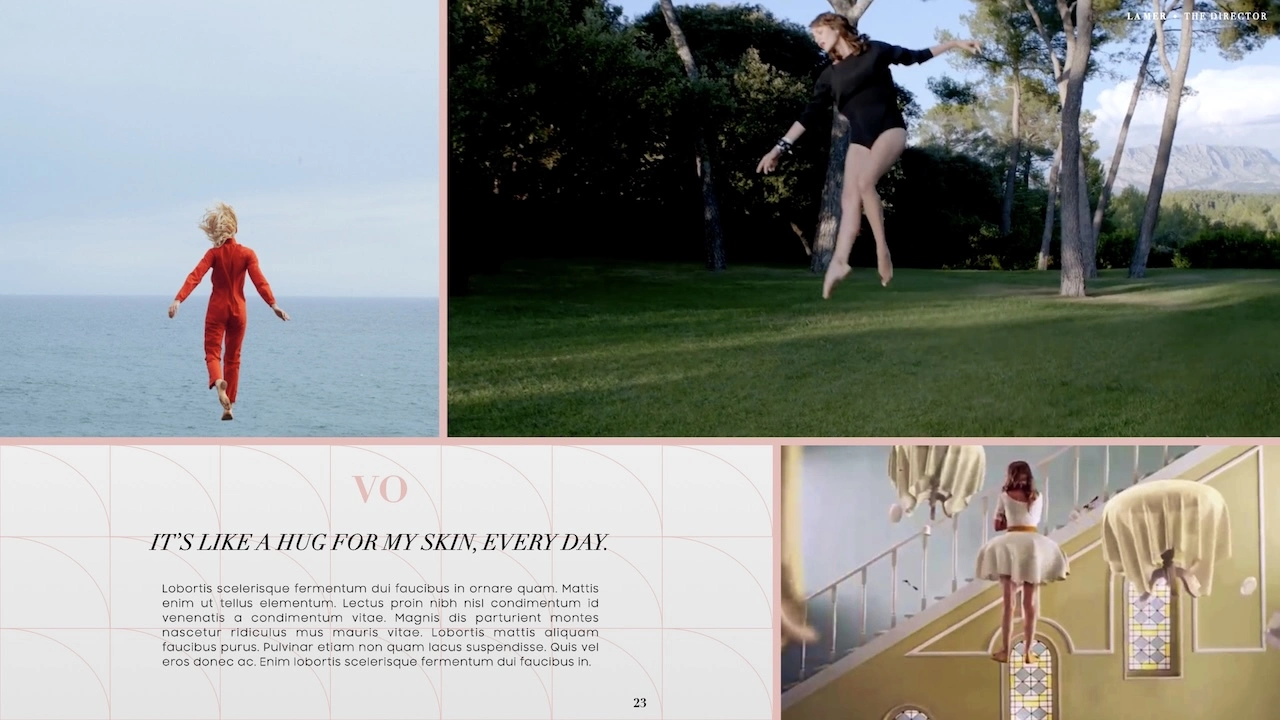 LA MER + THE DIRECTOR
VO
IT’S LIKE A HUG FOR MY SKIN, EVERY DAY.
Lobortis scelerisque fermentum dui faucibus in ornare quam. Mattis
enim ut tellus elementum. Lectus proin nibh nisl condimentum id
venenatis a condimentum vitae. Magnis dis parturient montes
nascetur ridiculus mus mauris vitae. Lobortis mattis aliquam
faucibus purus. Pulvinar etiam non quam lacus suspendisse. Quis vel
eros donec ac. Enim lobortis scelerisque fermentum dui faucibus in.
23